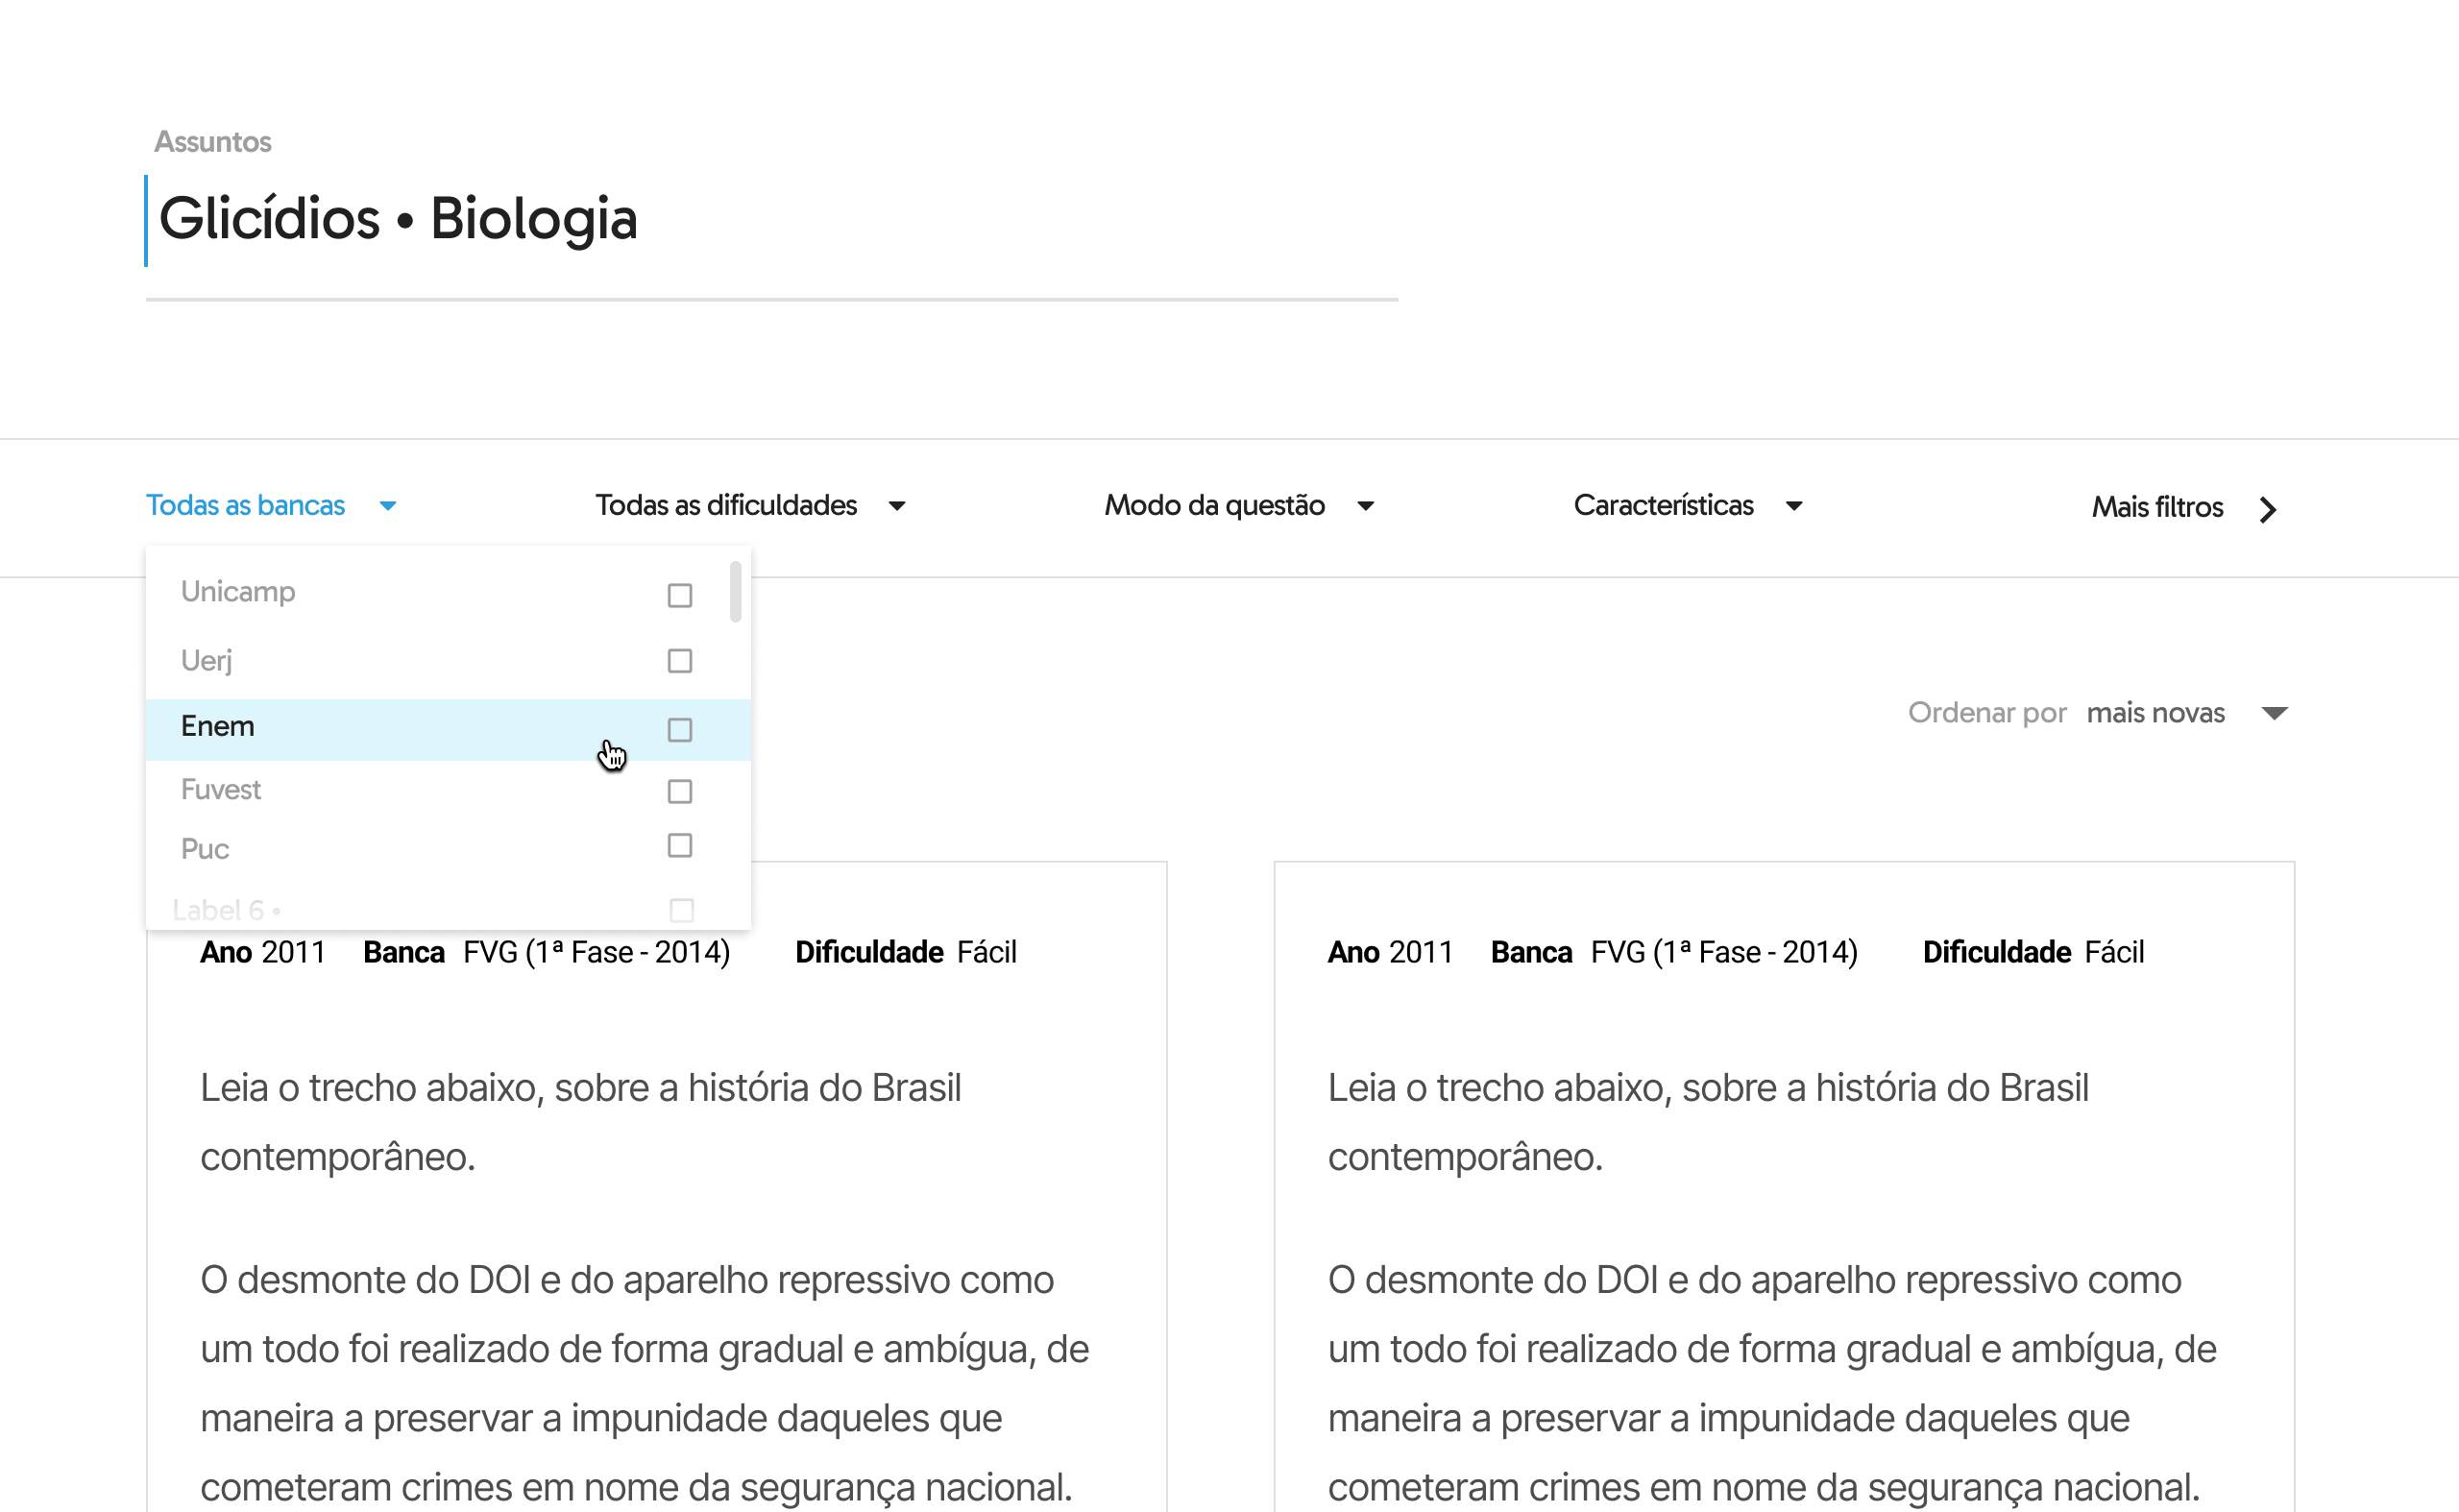 Assuntos
Glicídios • Biologia
Todas as bancas
Todas as dificuldades
Modo da questão
Características
Mais filtros
Unicamp
Uerj
Enem
Fuvest
Puc
Label 6 •
Ordenar por mais novas
Ano 2011 Banca FVG (1ª Fase - 2014) Dificuldade Fácil
Leia o trecho abaixo, sobre a história do Brasil
contemporâneo.
O desmonte do DOI e do aparelho repressivo como
um todo foi realizado de forma gradual e ambígua, de
maneira a preservar a impunidade daqueles que
cometeram crimes em nome da segurança nacional.
Ano 2011 Banca FVG (1ª Fase - 2014) Dificuldade Fácil
Leia o trecho abaixo, sobre a história do Brasil
contemporâneo.
O desmonte do DOI e do aparelho repressivo como
um todo foi realizado de forma gradual e ambígua, de
maneira a preservar a impunidade daqueles que
cometeram crimes em nome da segurança nacional.